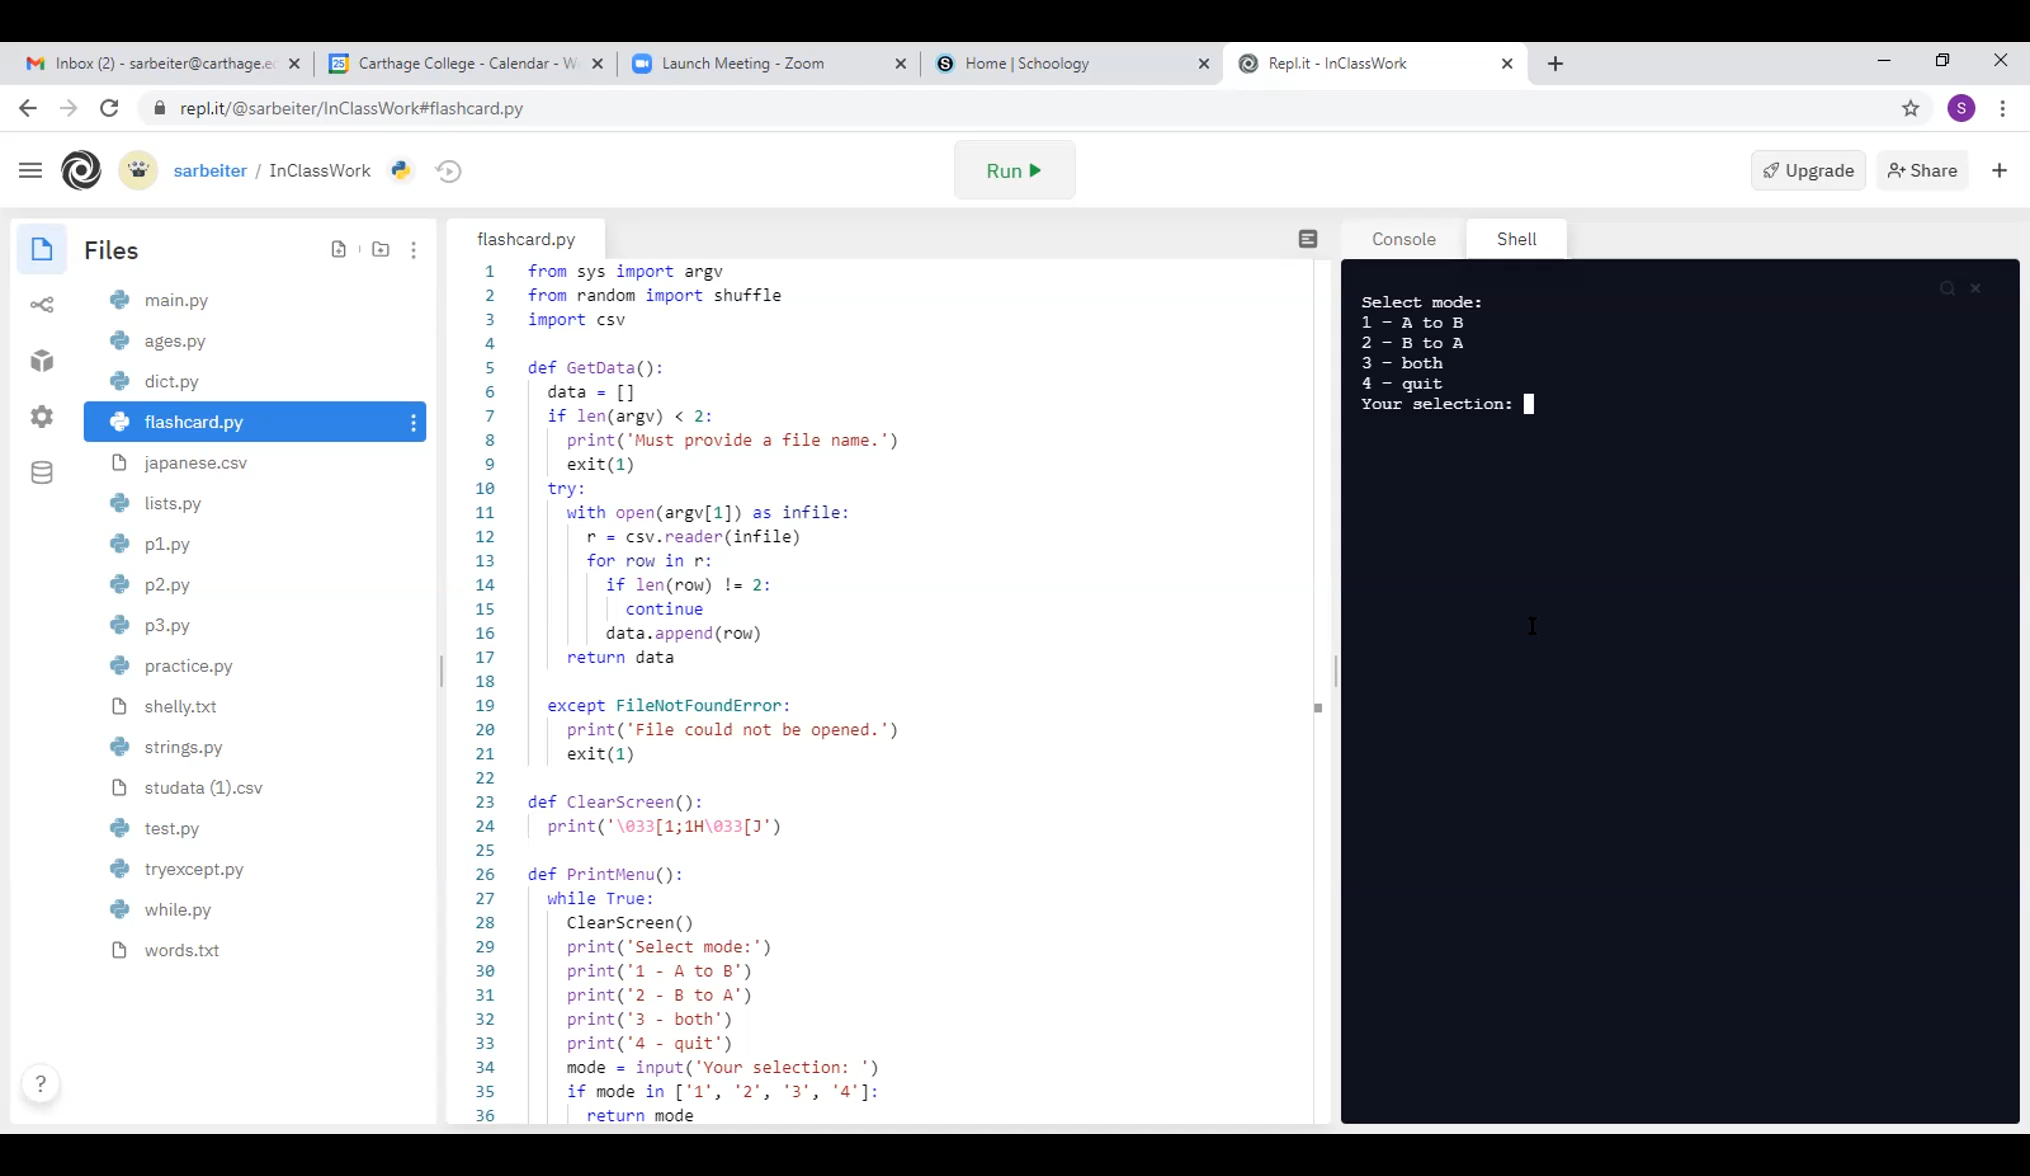 Inbox (2) - sarbeiter@carthage.e
Carthage College - Calendar - W
Launch Meeting - Zoom
Home | Schoology
Repl.it - InClassWork
repl.it/@sarbeiter/InClassWork#flashcard.py
S
sarbeiter / InClassWork
Run
Upgrade
Share
Files
main.py
ages.py
dict.py
flashcard.py
japanese.csv
lists.py
p1.py
p2.py
p3.py
practice.py
shelly.txt
strings.py
studata (1).csv
test.py
tryexcept.py
while.py
words.txt
?
flashcard.py
1 from sys import argv
2 from random import shuffle
3 import csv
4
5 def GetData():
6   data = []
7   if len(argv) < 2:
8     print('Must provide a file name.')
9     exit(1)
10   try:
11     with open(argv[1]) as infile:
12       r = csv.reader(infile)
13       for row in r:
14         if len(row) != 2:
15           continue
16         data.append(row)
17     return data
18
19   except FileNotFoundError:
20     print('File could not be opened.')
21     exit(1)
22
23 def ClearScreen():
24   print('\033[1;1H\033[J')
25
26 def PrintMenu():
27   while True:
28     ClearScreen()
29     print('Select mode:')
30     print('1 - A to B')
31     print('2 - B to A')
32     print('3 - both')
33     print('4 - quit')
34     mode = input('Your selection: ')
35     if mode in ['1', '2', '3', '4']:
36       return mode
Console
Shell
Select mode:
1 - A to B
2 - B to A
3 - both
4 - quit
Your selection: